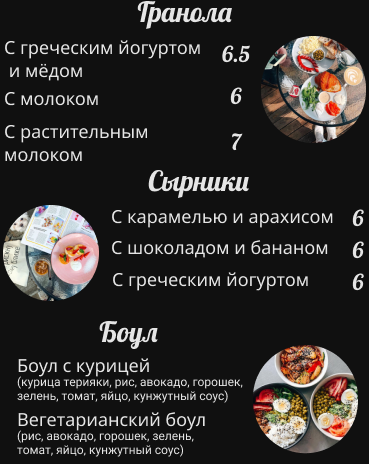 Гранола
С греческим йогуртом 6.5
и мёдом
С молоком 6
С растительным 7
молоком
Сырники
С карамелью и арахисом 6
С шоколадом и бананом 6
С греческим йогуртом 6
Боул
Боул с курицей
(курица терияки, рис, авокадо, горошек,
зелень, томат, яйцо, кунжутный соус)
Вегетарианский боул
(рис, авокадо, горошек, зелень,
томат, яйцо, кунжутный соус)